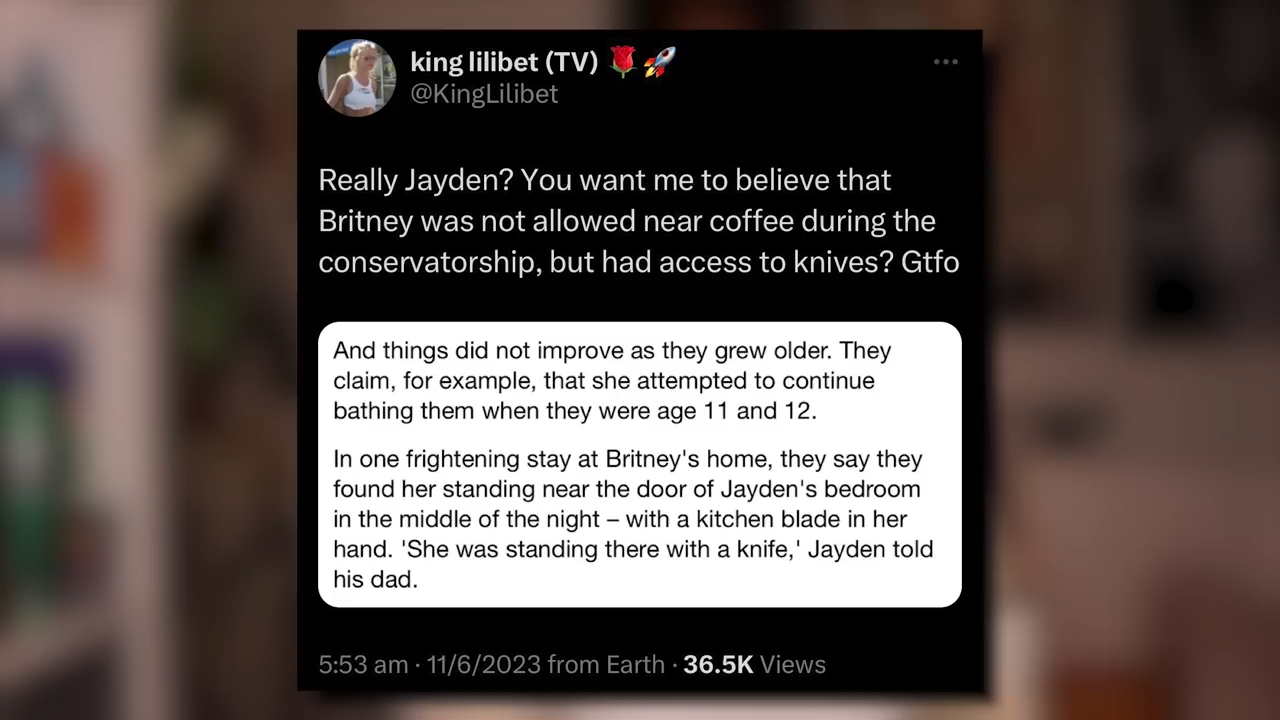 king lilibet (TV) 🌹🚀
@KingLilibet
Really Jayden? You want me to believe that
Britney was not allowed near coffee during the
conservatorship, but had access to knives? Gtfo
And things did not improve as they grew older. They
claim, for example, that she attempted to continue
bathing them when they were age 11 and 12.
In one frightening stay at Britney's home, they say they
found her standing near the door of Jayden's bedroom
in the middle of the night – with a kitchen blade in her
hand. 'She was standing there with a knife,' Jayden told
his dad.
5:53 am · 11/6/2023 from Earth · 36.5K Views